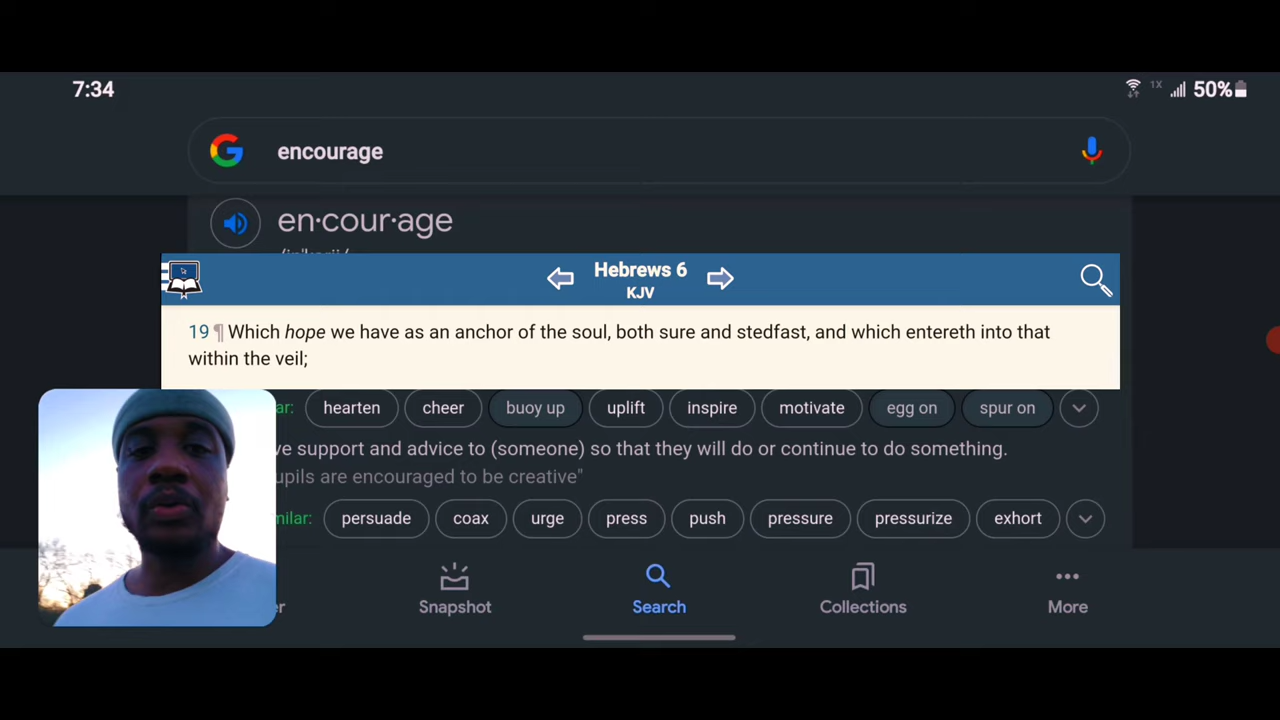 7:34
1X 50%
encourage
en·cour·age
Hebrews 6
KJV
19 ¶ Which hope we have as an anchor of the soul, both sure and stedfast, and which entereth into that
within the veil;
hearten cheer buoy up uplift inspire motivate egg on spur on
support and advice to (someone) so that they will do or continue to do something.
are encouraged to be creative"
persuade coax urge press push pressure pressurize exhort
Snapshot Search Collections More